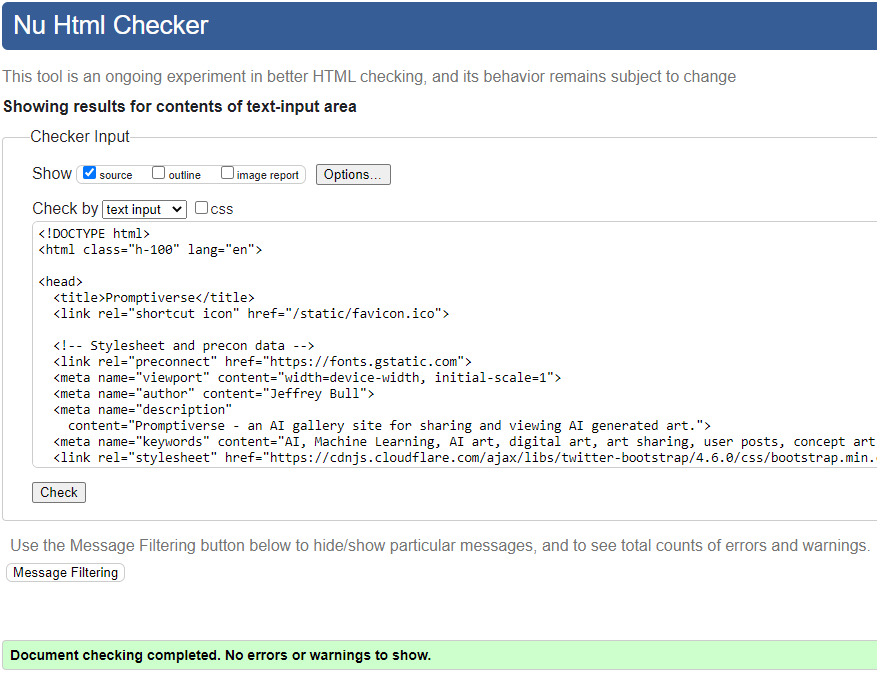 Nu Html Checker
This tool is an ongoing experiment in better HTML checking, and its behavior remains subject to change
Showing results for contents of text-input area
Checker Input
Show source outline image report Options...
Check by text input css
<!DOCTYPE html>
<html class="h-100" lang="en">
<head>
<title>Promptiverse</title>
<link rel="shortcut icon" href="/static/favicon.ico">
<!-- Stylesheet and precon data -->
<link rel="preconnect" href="https://fonts.gstatic.com">
<meta name="viewport" content="width=device-width, initial-scale=1">
<meta name="author" content="Jeffrey Bull">
<meta name="description"
content="Promptiverse - an AI gallery site for sharing and viewing AI generated art.">
<meta name="keywords" content="AI, Machine Learning, AI art, digital art, art sharing, user posts, concept art
<link rel="stylesheet" href="https://cdnjs.cloudflare.com/ajax/libs/twitter-bootstrap/4.6.0/css/bootstrap.min.
Check
Use the Message Filtering button below to hide/show particular messages, and to see total counts of errors and warnings.
Message Filtering
Document checking completed. No errors or warnings to show.